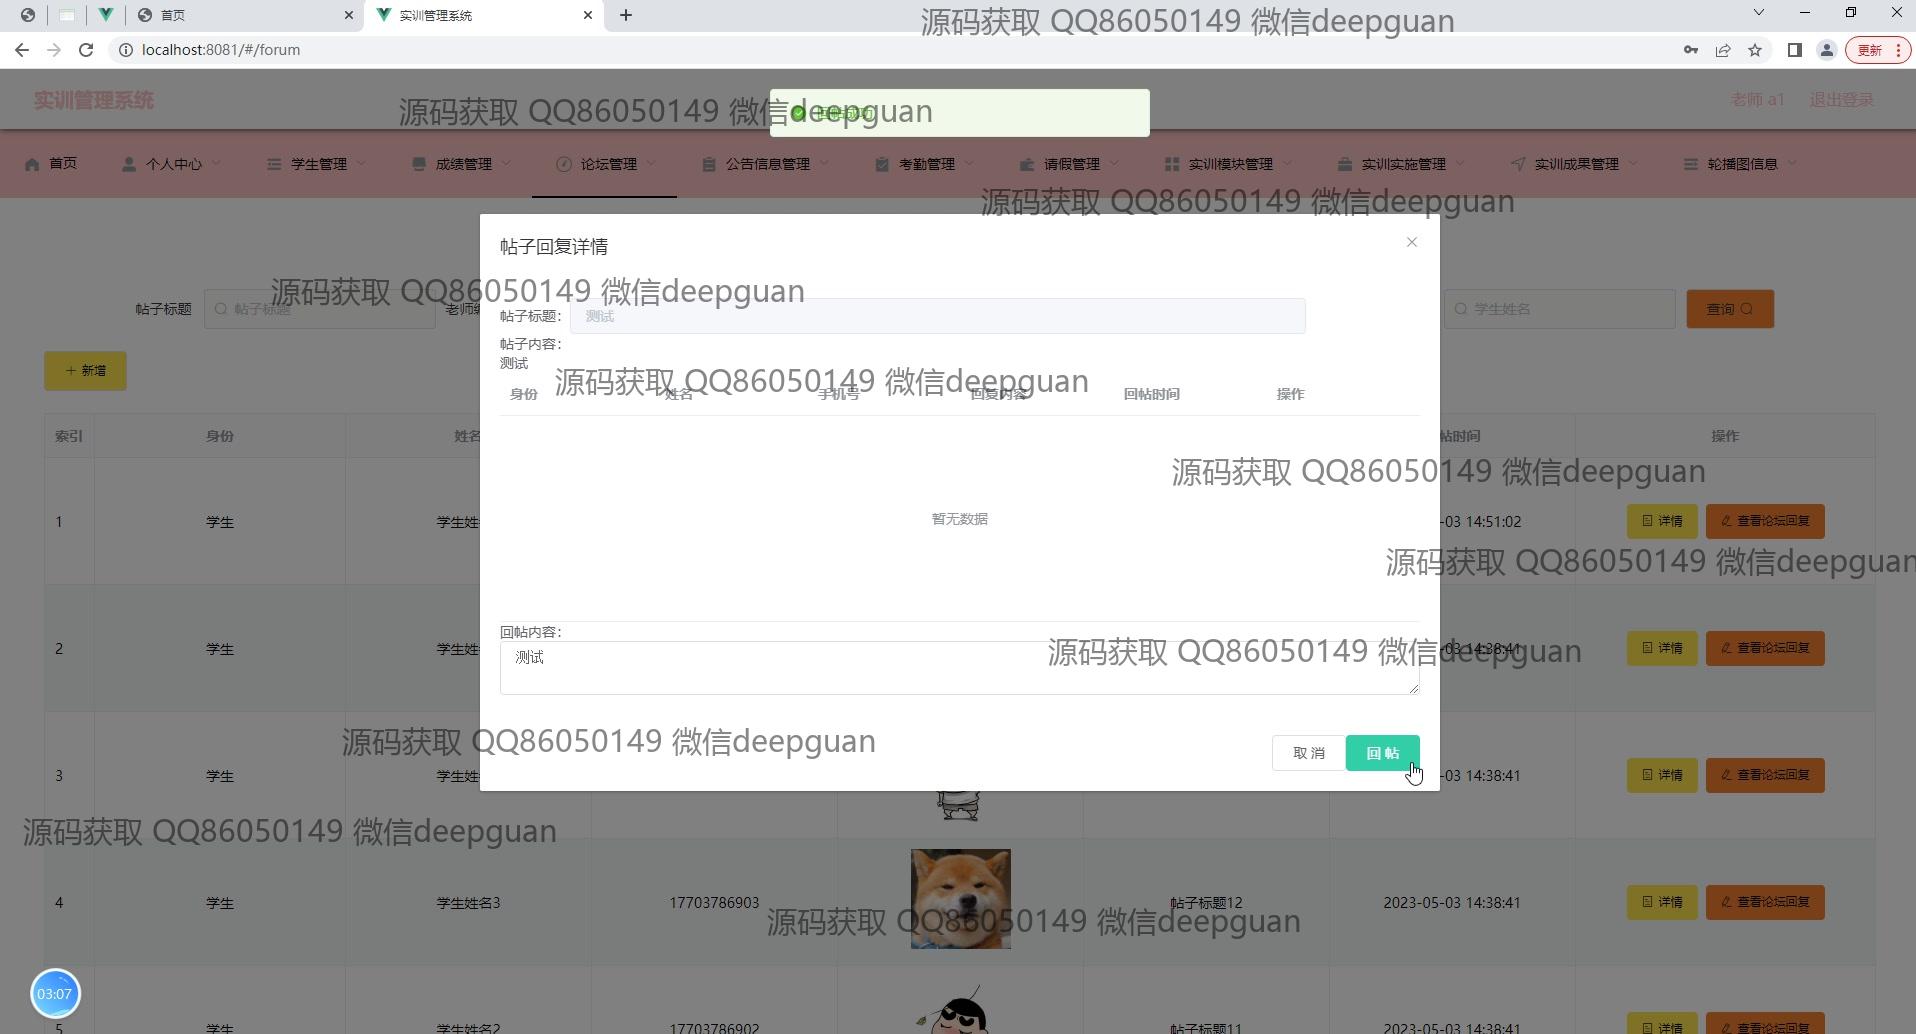 首页
实训管理系统
源码获取 QQ86050149 微信deepguan
localhost:8081/#/forum
更新
实训管理系统
源码获取 QQ86050149 微信deepguan
回帖成功
老师 a1
退出登录
首页
个人中心
学生管理
成绩管理
论坛管理
公告信息管理
考勤管理
请假管理
实训模块管理
实训实施管理
实训成果管理
轮播图信息
源码获取 QQ86050149 微信deepguan
帖子回复详情
源码获取 QQ86050149 微信deepguan
帖子标题
帖子标题
老师
学生姓名
查询
帖子标题：
测试
帖子内容：
测试
新增
源码获取 QQ86050149 微信deepguan
身份
姓名
手机号
回复内容
回帖时间
操作
索引
身份
姓名
帖时间
操作
源码获取 QQ86050149 微信deepguan
暂无数据
1
学生
学生姓
-03 14:51:02
详情
查看论坛回复
源码获取 QQ86050149 微信deepguan
回帖内容：
测试
源码获取 QQ86050149 微信deepguan
2
学生
学生姓
-03 14:38:41
详情
查看论坛回复
源码获取 QQ86050149 微信deepguan
取消
回帖
3
学生
学生姓
-03 14:38:41
详情
查看论坛回复
源码获取 QQ86050149 微信deepguan
4
学生
学生姓名3
17703786903
帖子标题12
2023-05-03 14:38:41
详情
查看论坛回复
源码获取 QQ86050149 微信deepguan
03:07
5
学生
学生姓名2
17703786902
帖子标题11
2023-05-03 14:38:41
详情
查看论坛回复